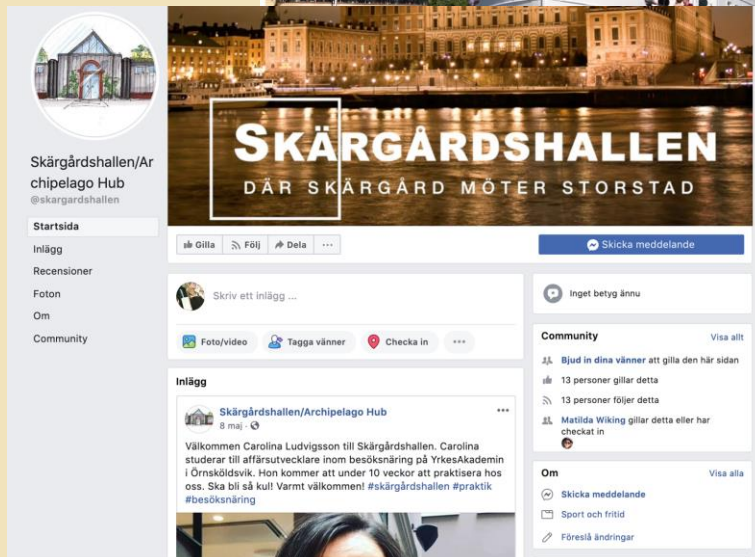 Skärgårdshallen/Ar
chipelago Hub
@skargardshallen
Startsida
Inlägg
Recensioner
Foton
Om
Community
SKÄRGÅRDSHALLEN
DÄR SKÄRGÅRD MÖTER STORSTAD
Gilla Följ Dela ...
Skicka meddelande
Skriv ett inlägg ...
Foto/video Tagga vänner Checka in ...
Inlägg
Skärgårdshallen/Archipelago Hub ...
8 maj ·
Välkommen Carolina Ludvigsson till Skärgårdshallen. Carolina
studerar till affärsutvecklare inom besöksnäring på YrkesAkademin
i Örnsköldsvik. Hon kommer att under 10 veckor att praktisera hos
oss. Ska bli så kul! Varmt välkommen! #skärgårdshallen #praktik
#besöksnäring
Inget betyg ännu
Community Visa allt
Bjud in dina vänner att gilla den här sidan
13 personer gillar detta
13 personer följer detta
Matilda Wiking gillar detta eller har
checkat in
Om Visa alla
Skicka meddelande
Sport och fritid
Föreslå ändringar